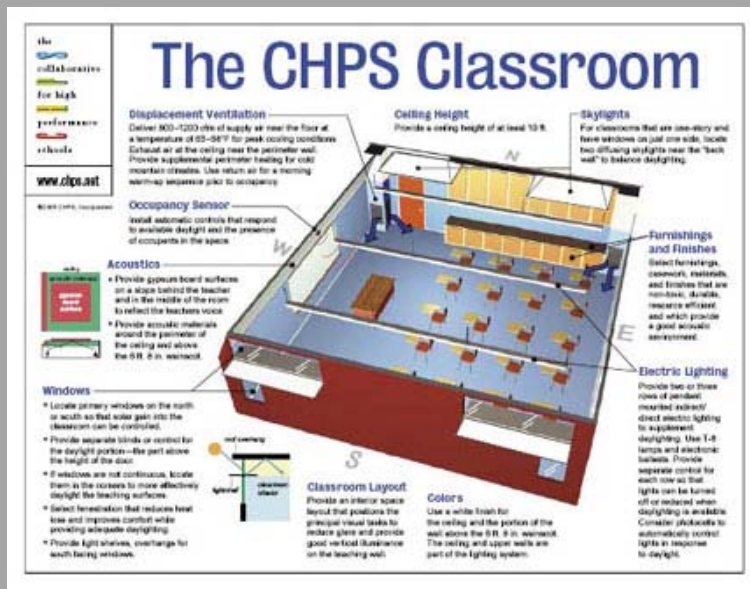 the
collaborative
for high
performance
schools
www.chps.net
The CHPS Classroom
Displacement Ventilation
Deliver 800–1200 cfm of supply air near the floor at
a temperature of 65–68°F for peak cooling conditions
Exhaust air at the ceiling near the perimeter wall.
Provide supplemental perimeter heating for cold
mountain climates. Use return air for a morning
warm-up sequence prior to occupancy.
Ceiling Height
Provide a ceiling height of at least 10 ft.
Skylights
For classrooms that are one-story and
have windows on just one side, locate
two diffusing skylights near the "back
wall" to balance daylighting.
Occupancy Sensor
Install automatic controls that respond
to available daylight and the presence
of occupants in the space
N
W
E
S
Acoustics
• Provide gypsum board surfaces
on a slope behind the teacher
and in the middle of the room
to reflect the teachers voice
• Provide acoustic materials
around the perimeter of
the ceiling and above
the 6 ft. 8 in. wainscot.
gypsum
board
surface
Furnishings
and Finishes
Select furnishings,
casework, materials,
and finishes that are
non-toxic, durable,
resource efficient
and which provide
a good acoustic
environment.
Windows
• Locate primary windows on the north
or south so that solar gain into the
classroom can be controlled.
• Provide separate blinds or control for
the daylight portion—the part above
the height of the door.
• If windows are not continuous, locate
them in the corners to more effectively
daylight the teaching surfaces.
• Select fenestration that reduces heat
loss and improves comfort while
providing adequate daylighting.
• Provide light shelves, overhangs for
south facing windows.
roof overhang
lightshelf
Classroom Layout
Provide an interior space
layout that positions the
principal visual tasks to
reduce glare and provide
good vertical illuminance
on the teaching wall.
Colors
Use a white finish for
the ceiling and the portion of the
wall above the 6 ft. 8 in. wainscot.
The ceiling and upper walls are
part of the lighting system.
Electric Lighting
Provide two or three
rows of pendant
mounted indirect/
direct electric lighting
to supplement
daylighting. Use T-8
lamps and electronic
ballasts. Provide
separate control for
each row so that
lights can be turned
off or reduced when
daylighting is available.
Consider photocells to
automatically control
lights in response
to daylight.